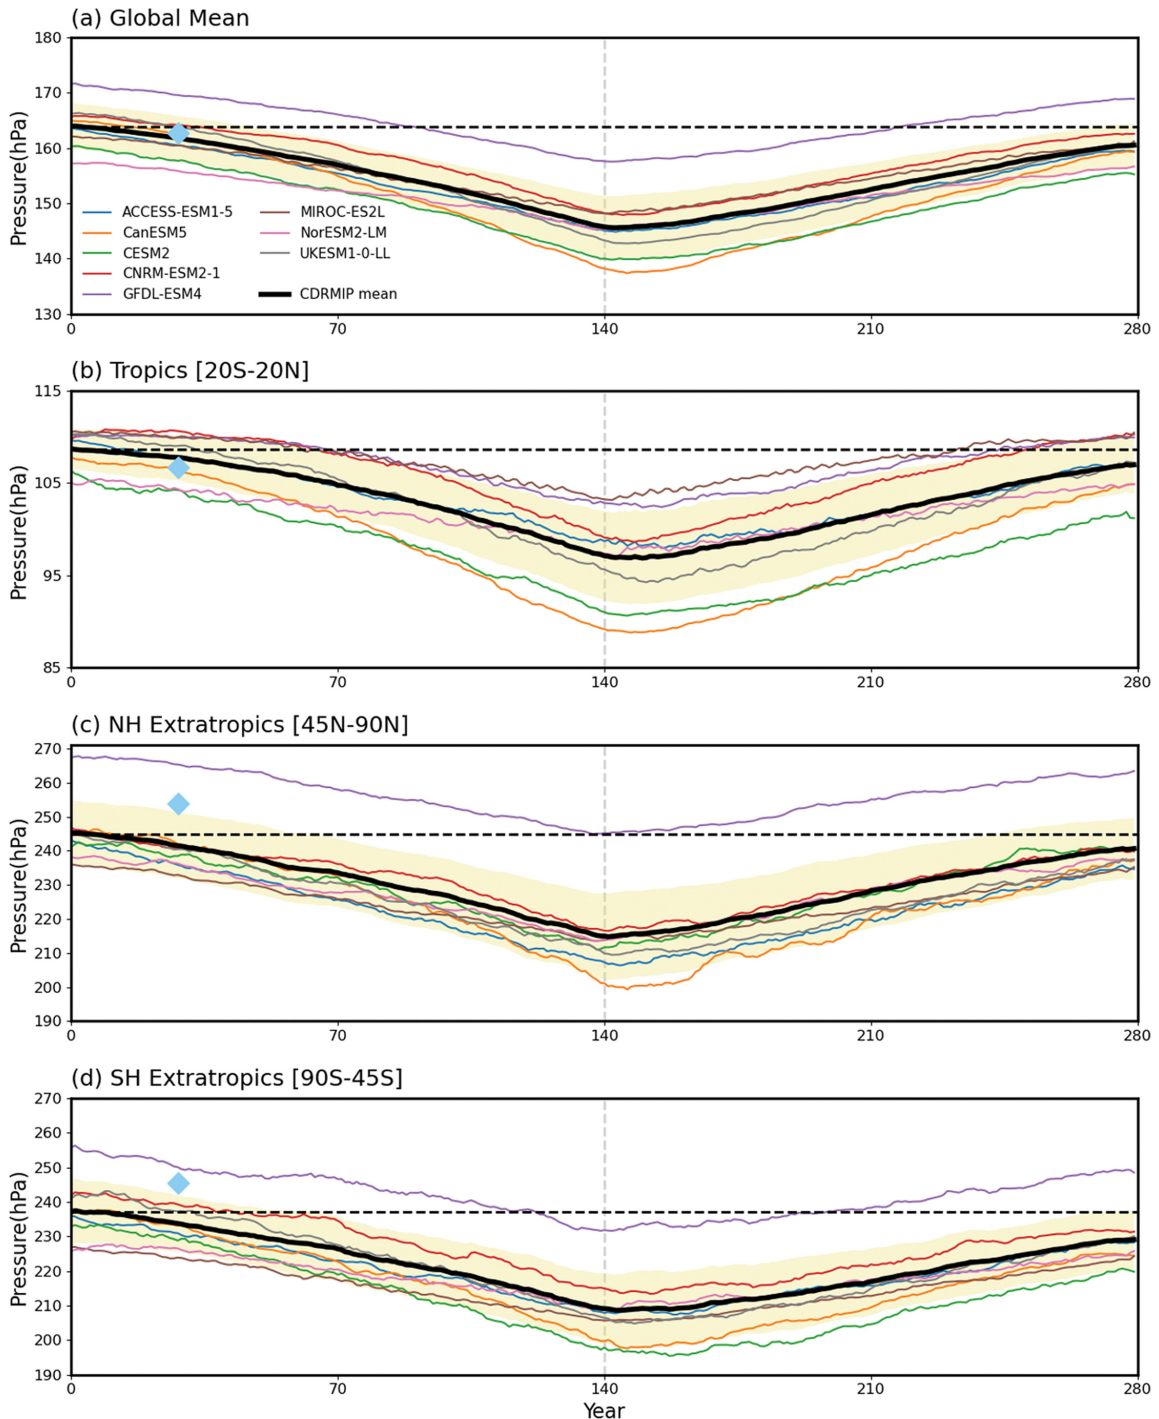 (a) Global Mean
180
170
160
150
140
130
Pressure(hPa)
ACCESS-ESM1-5
CanESM5
CESM2
CNRM-ESM2-1
GFDL-ESM4
MIROC-ES2L
NorESM2-LM
UKESM1-0-LL
CDRMIP mean
0 70 140 210 280
(b) Tropics [20S-20N]
115
105
95
85
Pressure(hPa)
0 70 140 210 280
(c) NH Extratropics [45N-90N]
270
260
250
240
230
220
210
200
190
Pressure(hPa)
0 70 140 210 280
(d) SH Extratropics [90S-45S]
270
260
250
240
230
220
210
200
190
Pressure(hPa)
0 70 140 210 280
Year